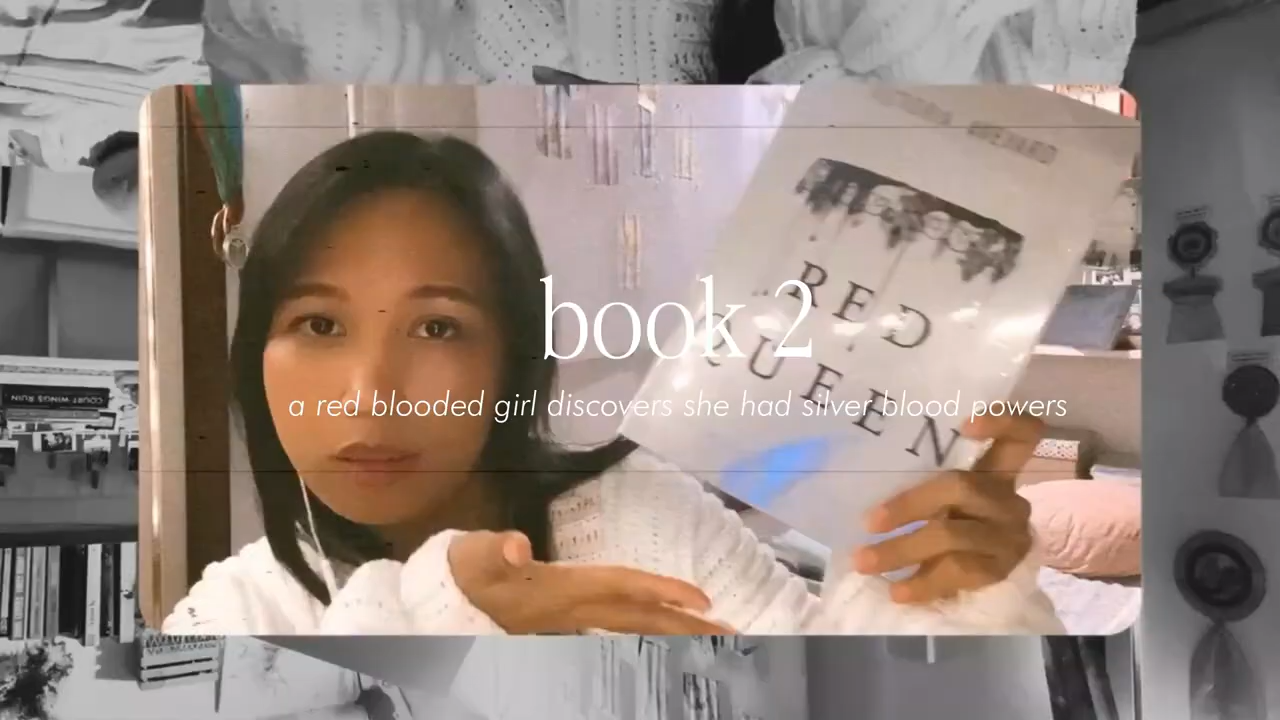 RED
QUEEN
book 2
a red blooded girl discovers she had silver blood powers
COURT WINGS RUIN